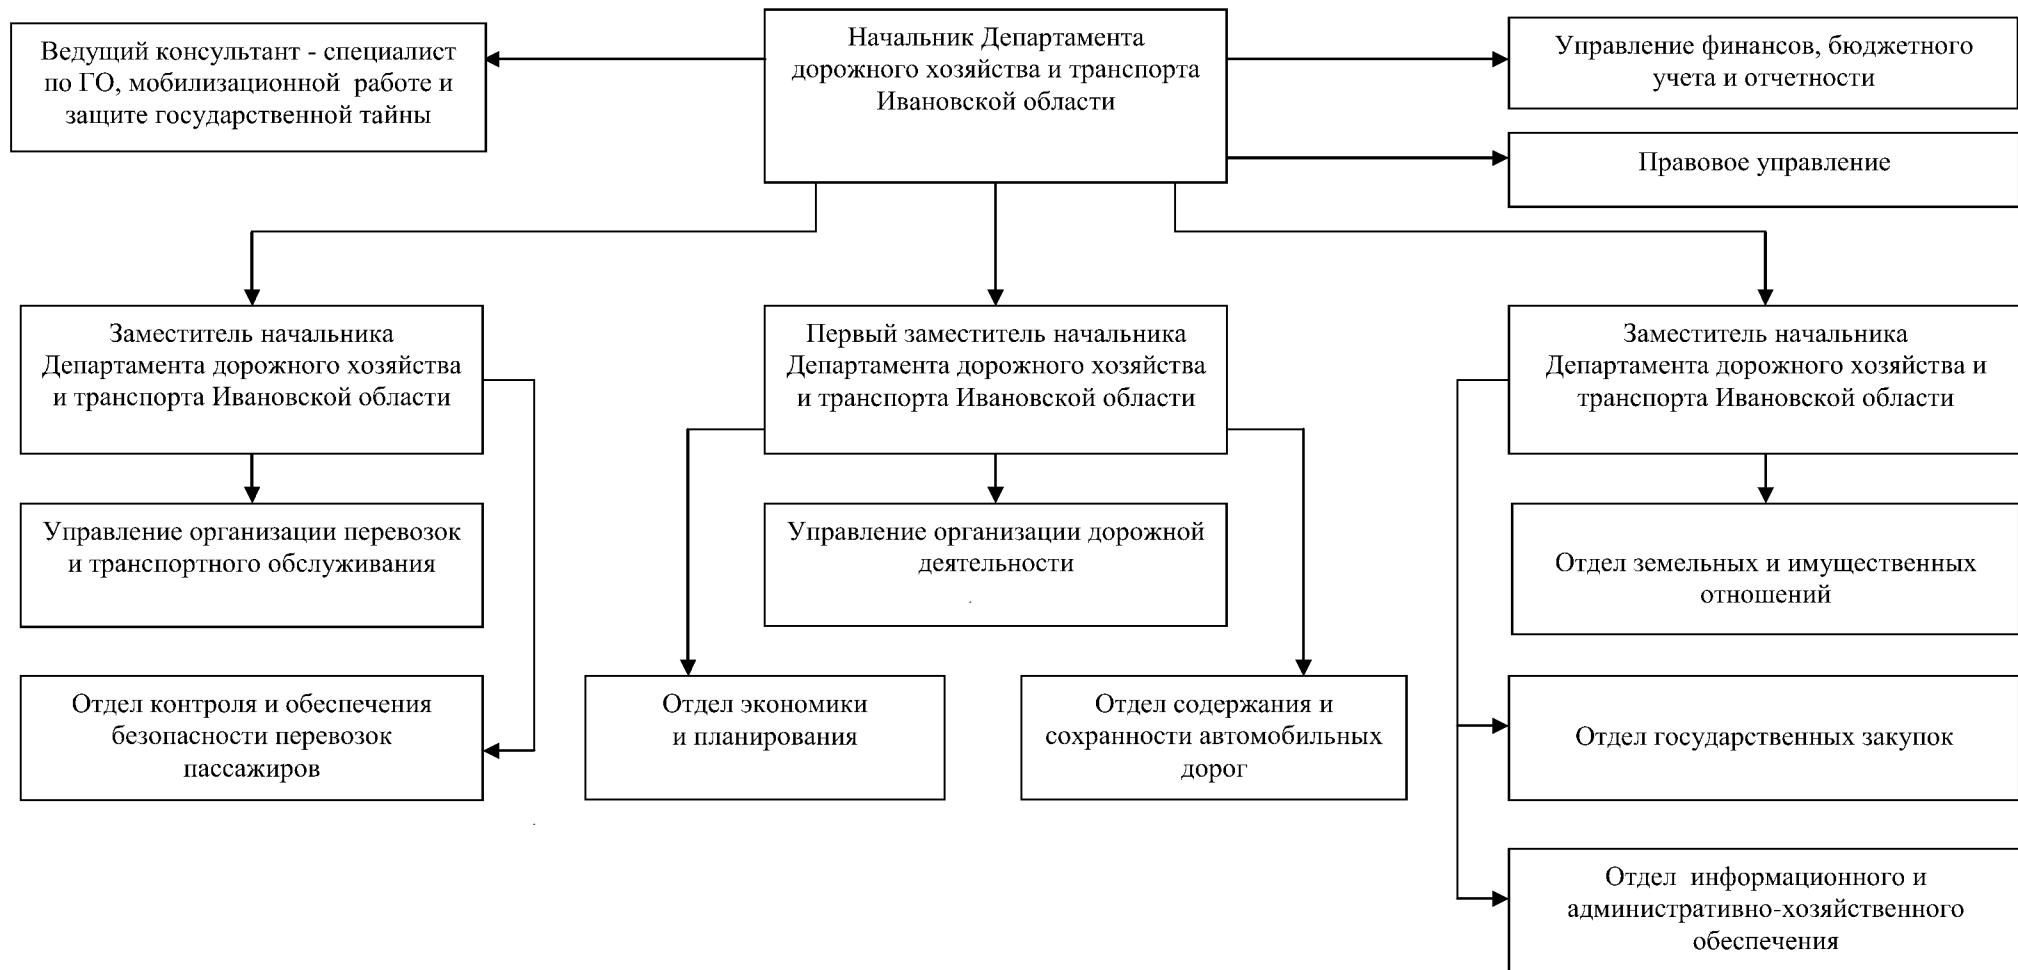 Ведущий консультант - специалист
по ГО, мобилизационной работе и
защите государственной тайны
Начальник Департамента
дорожного хозяйства и транспорта
Ивановской области
Управление финансов, бюджетного
учета и отчетности
Правовое управление
Заместитель начальника
Департамента дорожного хозяйства
и транспорта Ивановской области
Первый заместитель начальника
Департамента дорожного хозяйства
и транспорта Ивановской области
Заместитель начальника
Департамента дорожного хозяйства и
транспорта Ивановской области
Управление организации перевозок
и транспортного обслуживания
Управление организации дорожной
деятельности
Отдел земельных и имущественных
отношений
Отдел контроля и обеспечения
безопасности перевозок
пассажиров
Отдел экономики
и планирования
Отдел содержания и
сохранности автомобильных
дорог
Отдел государственных закупок
Отдел информационного и
административно-хозяйственного
обеспечения